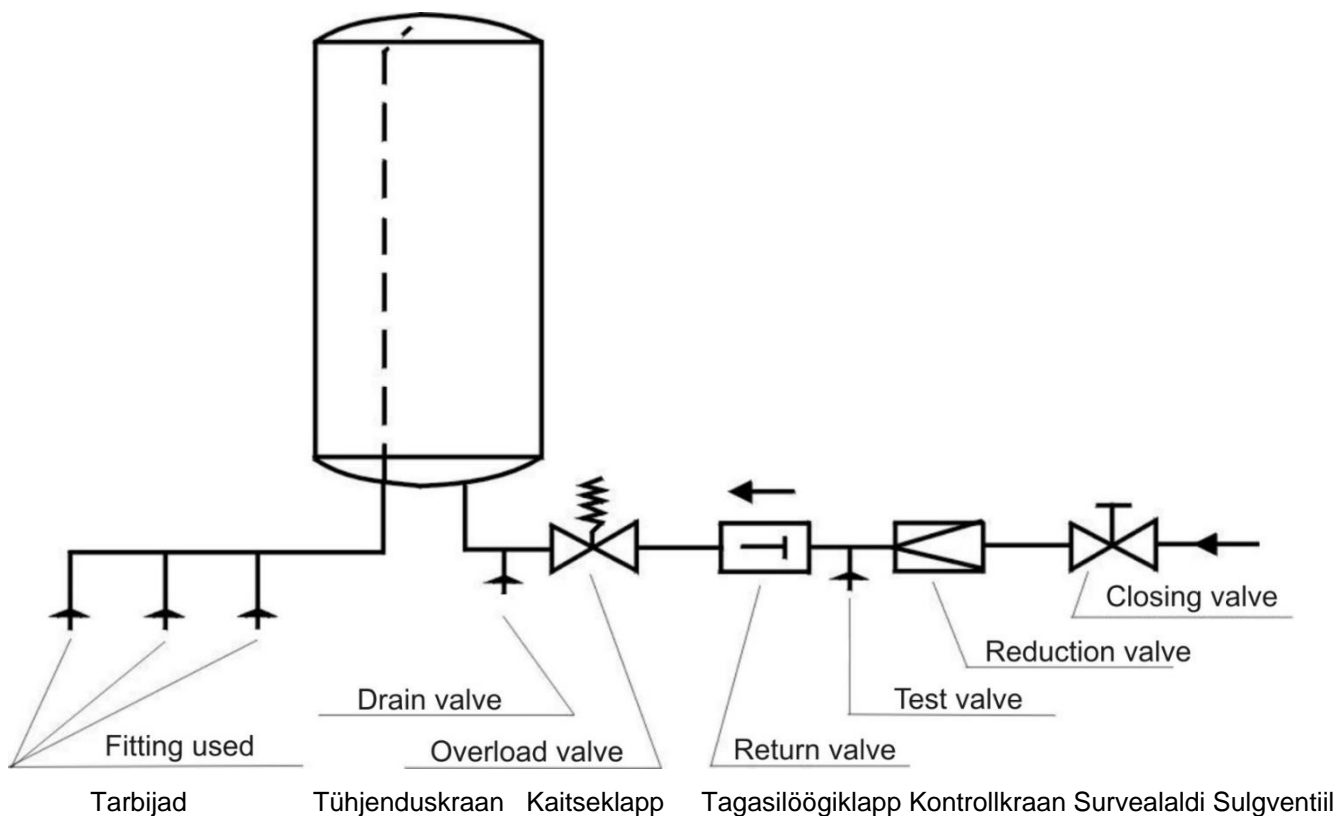 Closing valve
Reduction valve
Drain valve
Test valve
Fitting used
Overload valve
Return valve
Tarbijad Tühjenduskraan Kaitseklapp Tagasilöögiklapp Kontrollkraan Survealaldi Sulgventiil